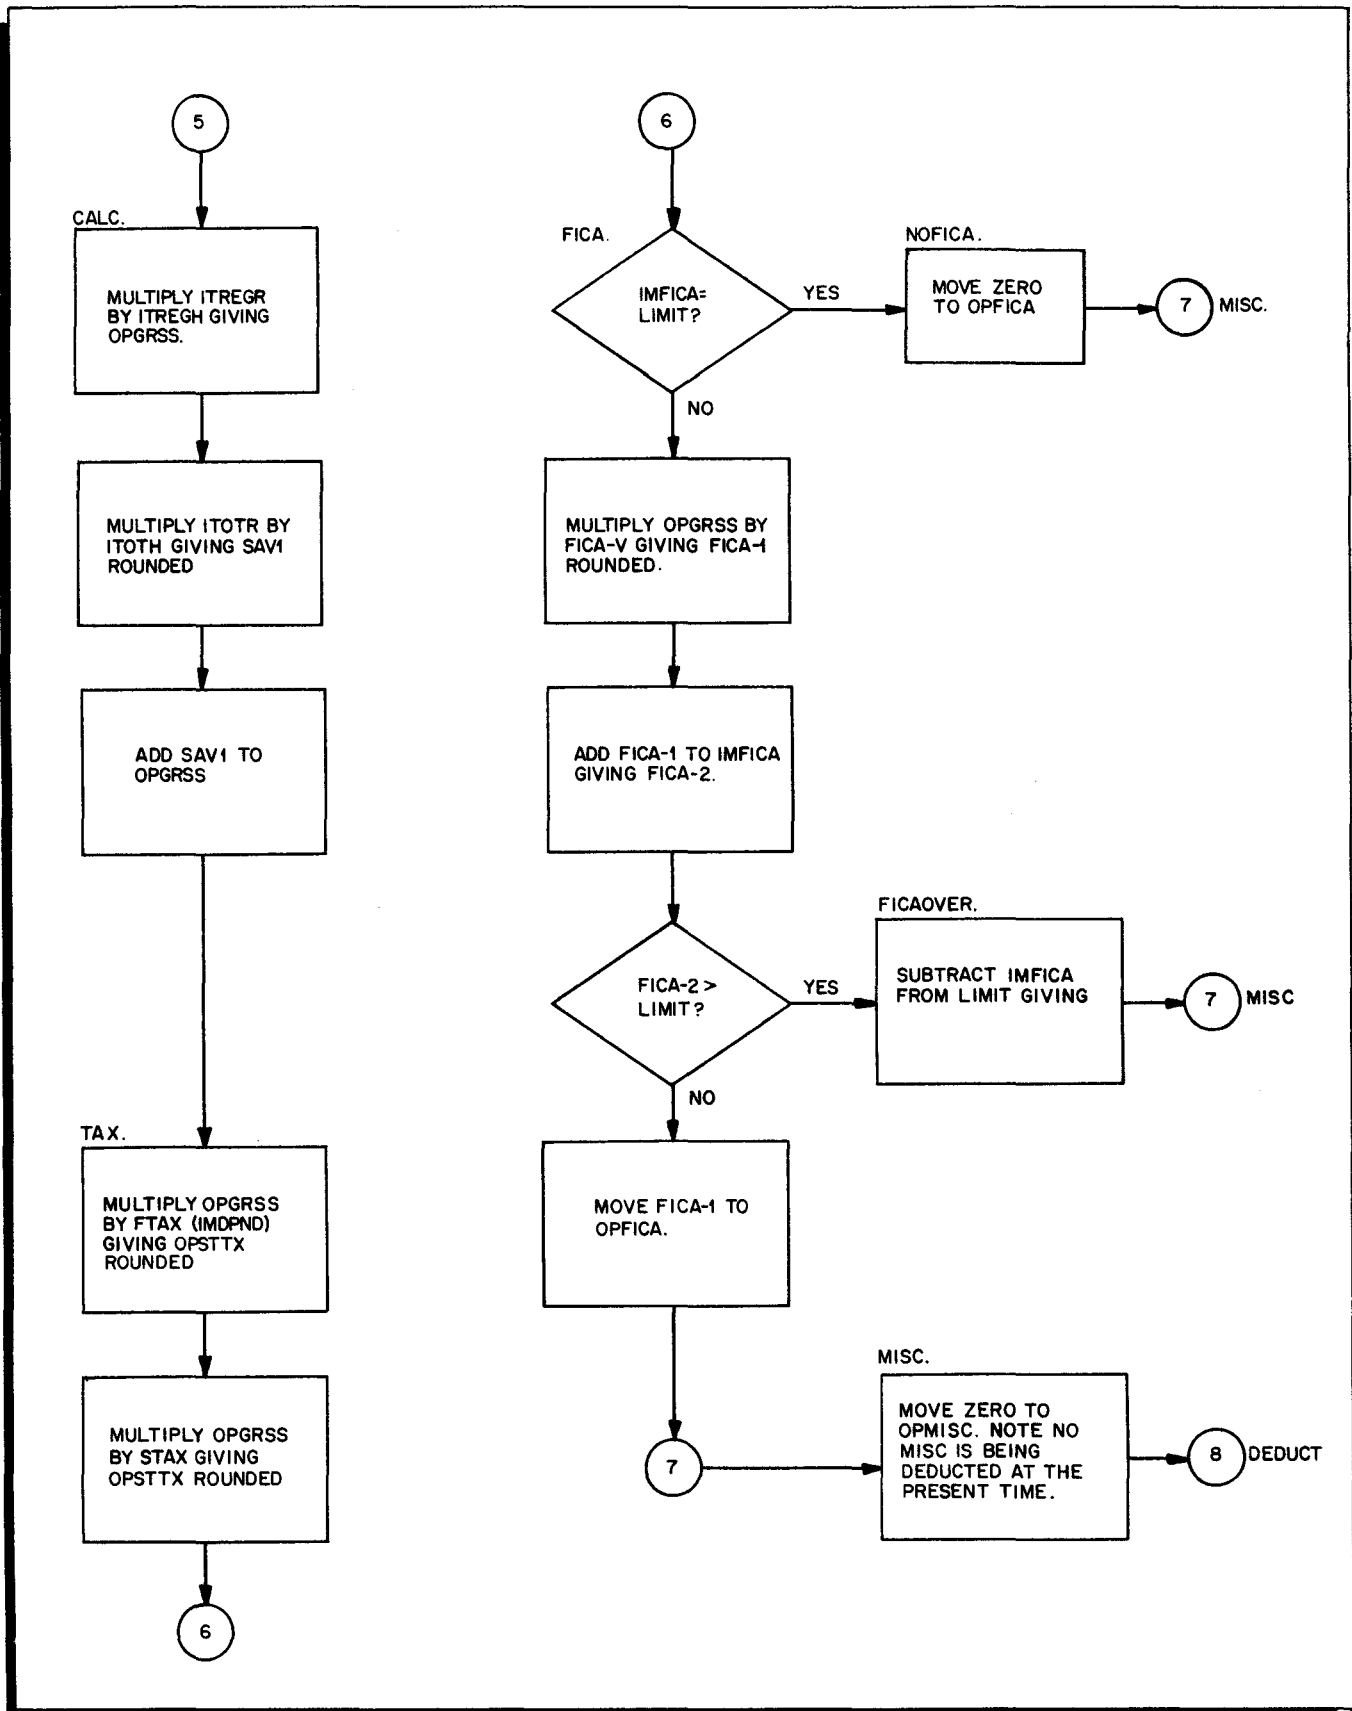 5
CALC.
MULTIPLY ITREGR
BY ITREGH GIVING
OPGRSS.
MULTIPLY ITOTR BY
ITOTH GIVING SAV1
ROUNDED
ADD SAV1 TO
OPGRSS
TAX.
MULTIPLY OPGRSS
BY FTAX (IMDPND)
GIVING OPSTTX
ROUNDED
MULTIPLY OPGRSS
BY STAX GIVING
OPSTTX ROUNDED
6
6
FICA.
IMFICA=
LIMIT?
YES
NOFICA.
MOVE ZERO
TO OPFICA
7
MISC.
NO
MULTIPLY OPGRSS BY
FICA-V GIVING FICA-1
ROUNDED.
ADD FICA-1 TO IMFICA
GIVING FICA-2.
FICA-2 >
LIMIT?
YES
FICAOVER.
SUBTRACT IMFICA
FROM LIMIT GIVING
7
MISC
NO
MOVE FICA-1 TO
OPFICA.
7
MISC.
MOVE ZERO TO
OPMISC. NOTE NO
MISC IS BEING
DEDUCTED AT THE
PRESENT TIME.
8
DEDUCT